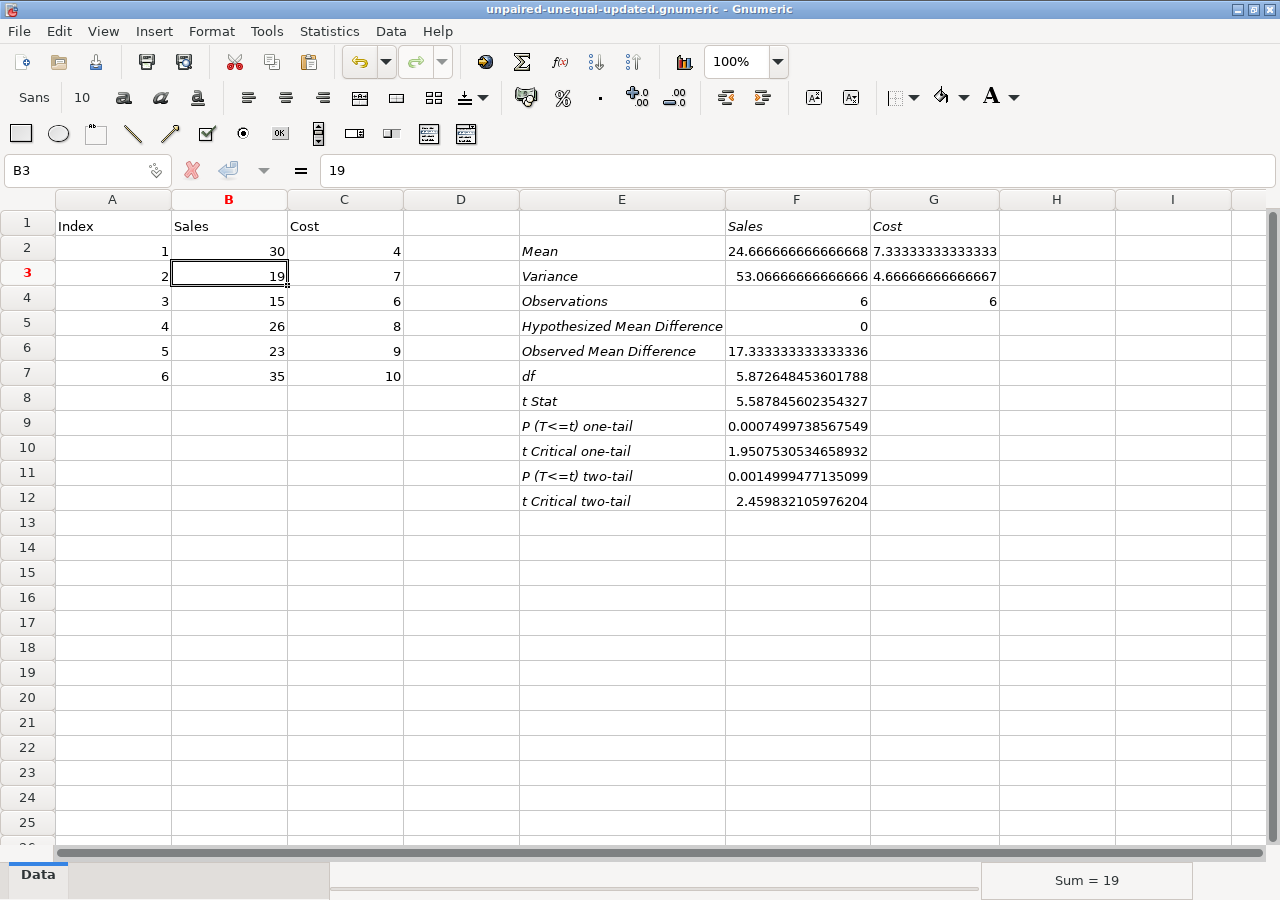 unpaired-unequal-updated.gnumeric - Gnumeric
File Edit View Insert Format Tools Statistics Data Help
f(x) 100%
Sans 10 a a a % .00 .00 A
OK
B3 = 19
A B C D E F G H I
1 Index Sales Cost Sales Cost
2 1 30 4 Mean 24.666666666666668 7.33333333333333
3 2 19 7 Variance 53.06666666666666 4.66666666666667
4 3 15 6 Observations 6 6
5 4 26 8 Hypothesized Mean Difference 0
6 5 23 9 Observed Mean Difference 17.333333333333336
7 6 35 10 df 5.872648453601788
8 t Stat 5.587845602354327
9 P (T<=t) one-tail 0.0007499738567549
10 t Critical one-tail 1.9507530534658932
11 P (T<=t) two-tail 0.0014999477135099
12 t Critical two-tail 2.459832105976204
13
14
15
16
17
18
19
20
21
22
23
24
25
Data Sum = 19